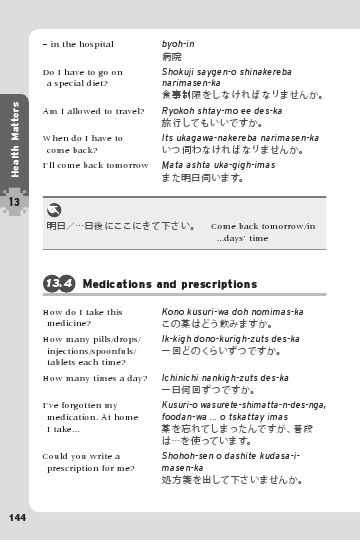 – in the hospital
byoh-in
病院
Do I have to go on
a special diet?
Shokuji saygen-o shinakereba
narimasen-ka
食事制限をしなければなりませんか。
Am I allowed to travel?
Ryokoh shtay-mo ee des-ka
旅行してもいいですか。
When do I have to
come back?
Its ukagawa-nakereba narimasen-ka
いつ伺わなければなりませんか。
I'll come back tomorrow
Mata ashta uka-gigh-imas
また明日伺います。
Health Matters
13
明日／…日後にここにきて下さい。
Come back tomorrow/in
...days' time
13.4 Medications and prescriptions
How do I take this
medicine?
Kono kusuri-wa doh nomimas-ka
この薬はどう飲みますか。
How many pills/drops/
injections/spoonfuls/
tablets each time?
Ik-kigh dono-kurigh-zuts des-ka
一回どのくらいずつですか。
How many times a day?
Ichinichi nankigh-zuts des-ka
一日何回ずつですか。
I've forgotten my
medication. At home
I take...
Kusuri-o wasurete-shimatta-n-des-nga,
foodan-wa ... o tskattay imas
薬を忘れてしまったんですが、普段
は…を使っています。
Could you write a
prescription for me?
Shohoh-sen o dashite kudasa-i-
masen-ka
処方箋を出して下さいませんか。
144